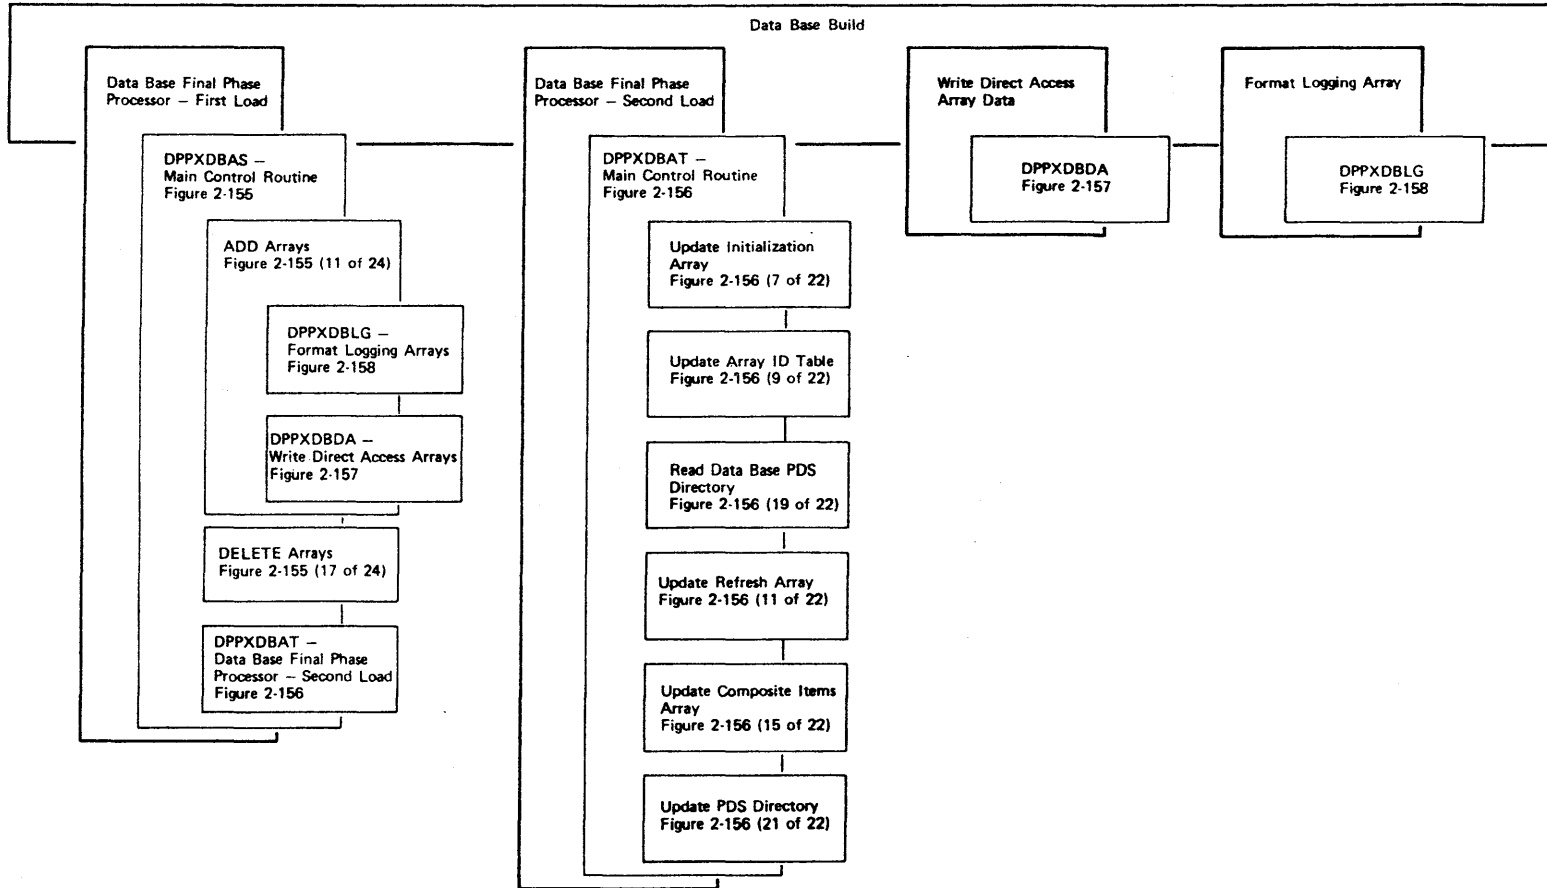 Data Base Build
Data Base Final Phase
Processor – First Load
DPPXDBAS –
Main Control Routine
Figure 2-155
ADD Arrays
Figure 2-155 (11 of 24)
DPPXDBLG –
Format Logging Arrays
Figure 2-158
DPPXDBDA –
Write Direct Access Arrays
Figure 2-157
DELETE Arrays
Figure 2-155 (17 of 24)
DPPXDBAT –
Data Base Final Phase
Processor – Second Load
Figure 2-156
Data Base Final Phase
Processor – Second Load
DPPXDBAT –
Main Control Routine
Figure 2-156
Update Initialization
Array
Figure 2-156 (7 of 22)
Update Array ID Table
Figure 2-156 (9 of 22)
Read Data Base PDS
Directory
Figure 2-156 (19 of 22)
Update Refresh Array
Figure 2-156 (11 of 22)
Update Composite Items
Array
Figure 2-156 (15 of 22)
Update PDS Directory
Figure 2-156 (21 of 22)
Write Direct Access
Array Data
DPPXDBDA
Figure 2-157
Format Logging Array
DPPXDBLG
Figure 2-158